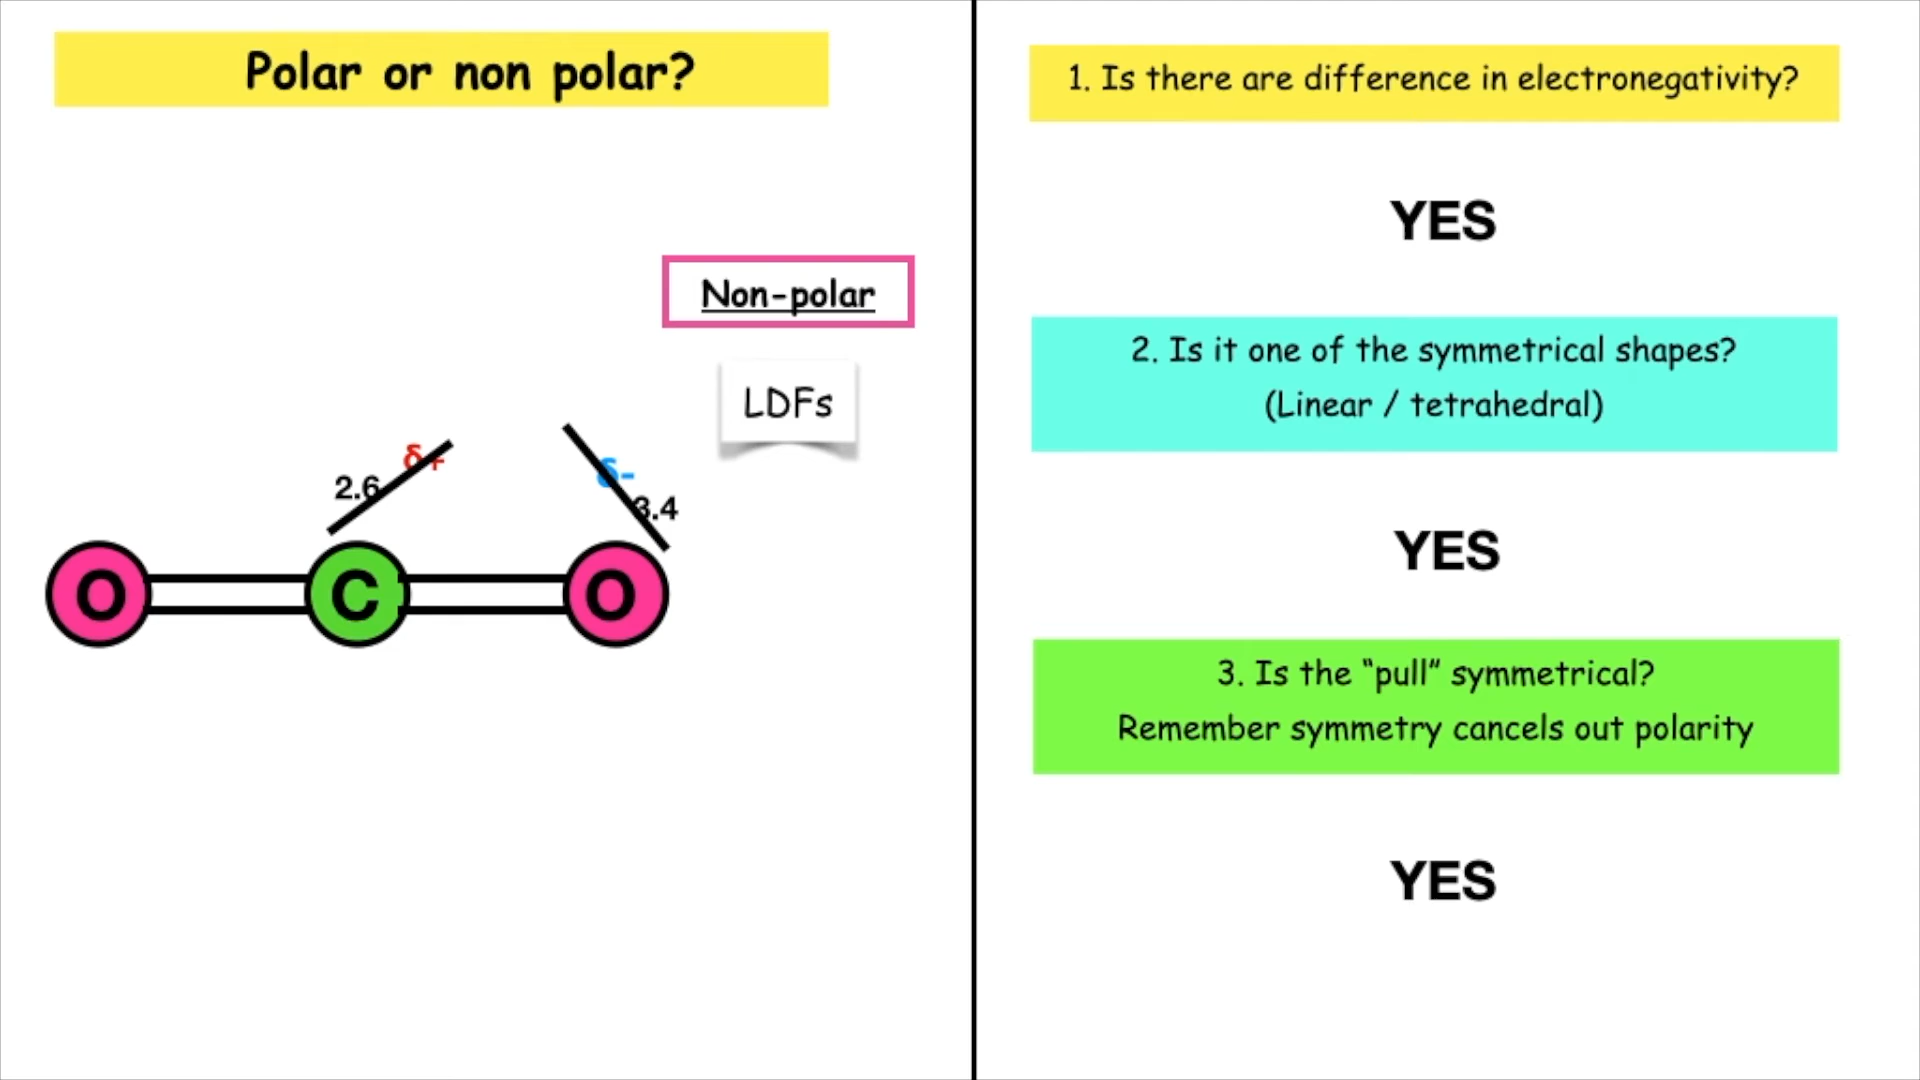 Polar or non polar?
Non-polar
LDFs
2.6 δ+
δ-
3.4
O C O
1. Is there are difference in electronegativity?
YES
2. Is it one of the symmetrical shapes?
(Linear / tetrahedral)
YES
3. Is the “pull” symmetrical?
Remember symmetry cancels out polarity
YES